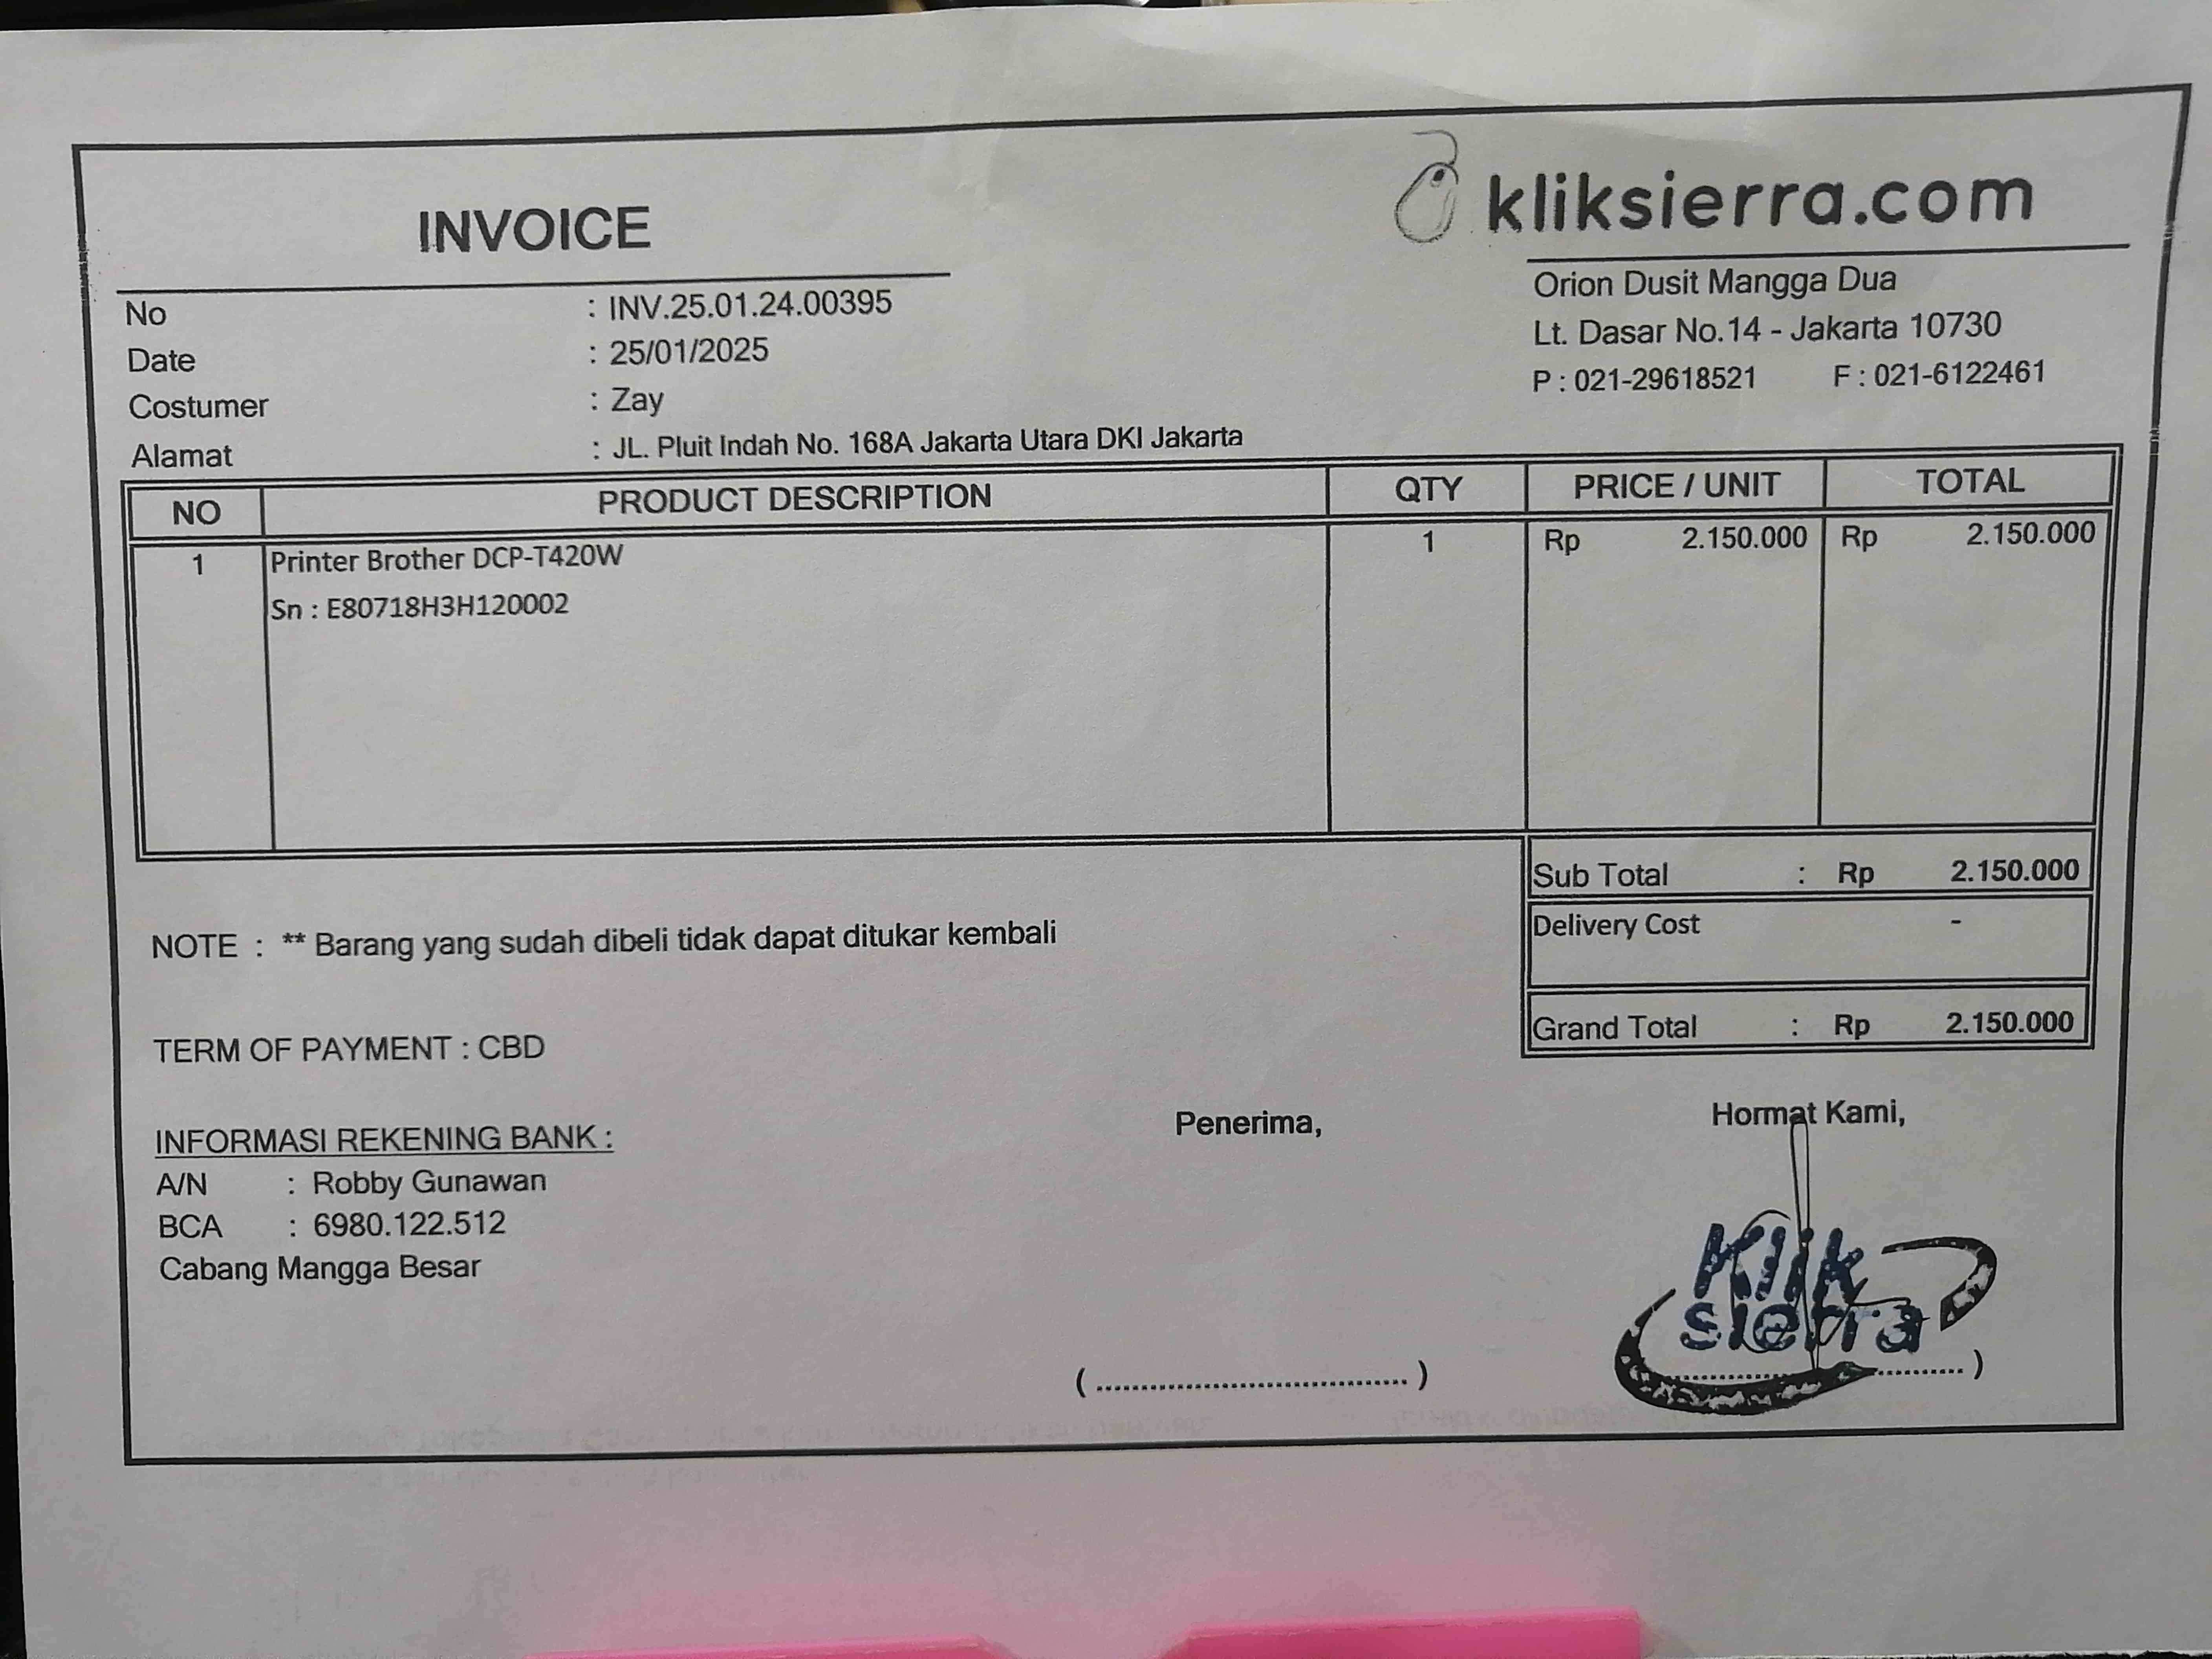 kliksierra.com
INVOICE
Orion Dusit Mangga Dua
Lt. Dasar No.14 - Jakarta 10730
P : 021-29618521 F : 021-6122461
No : INV.25.01.24.00395
Date : 25/01/2025
Costumer : Zay
Alamat : JL. Pluit Indah No. 168A Jakarta Utara DKI Jakarta
NO PRODUCT DESCRIPTION QTY PRICE / UNIT TOTAL
1 Printer Brother DCP-T420W 1 Rp 2.150.000 Rp 2.150.000
Sn : E80718H3H120002
Sub Total : Rp 2.150.000
Delivery Cost -
Grand Total : Rp 2.150.000
NOTE : ** Barang yang sudah dibeli tidak dapat ditukar kembali
TERM OF PAYMENT : CBD
INFORMASI REKENING BANK :
A/N : Robby Gunawan
BCA : 6980.122.512
Cabang Mangga Besar
Penerima,
(....................................)
Hormat Kami,
Klik
sierra